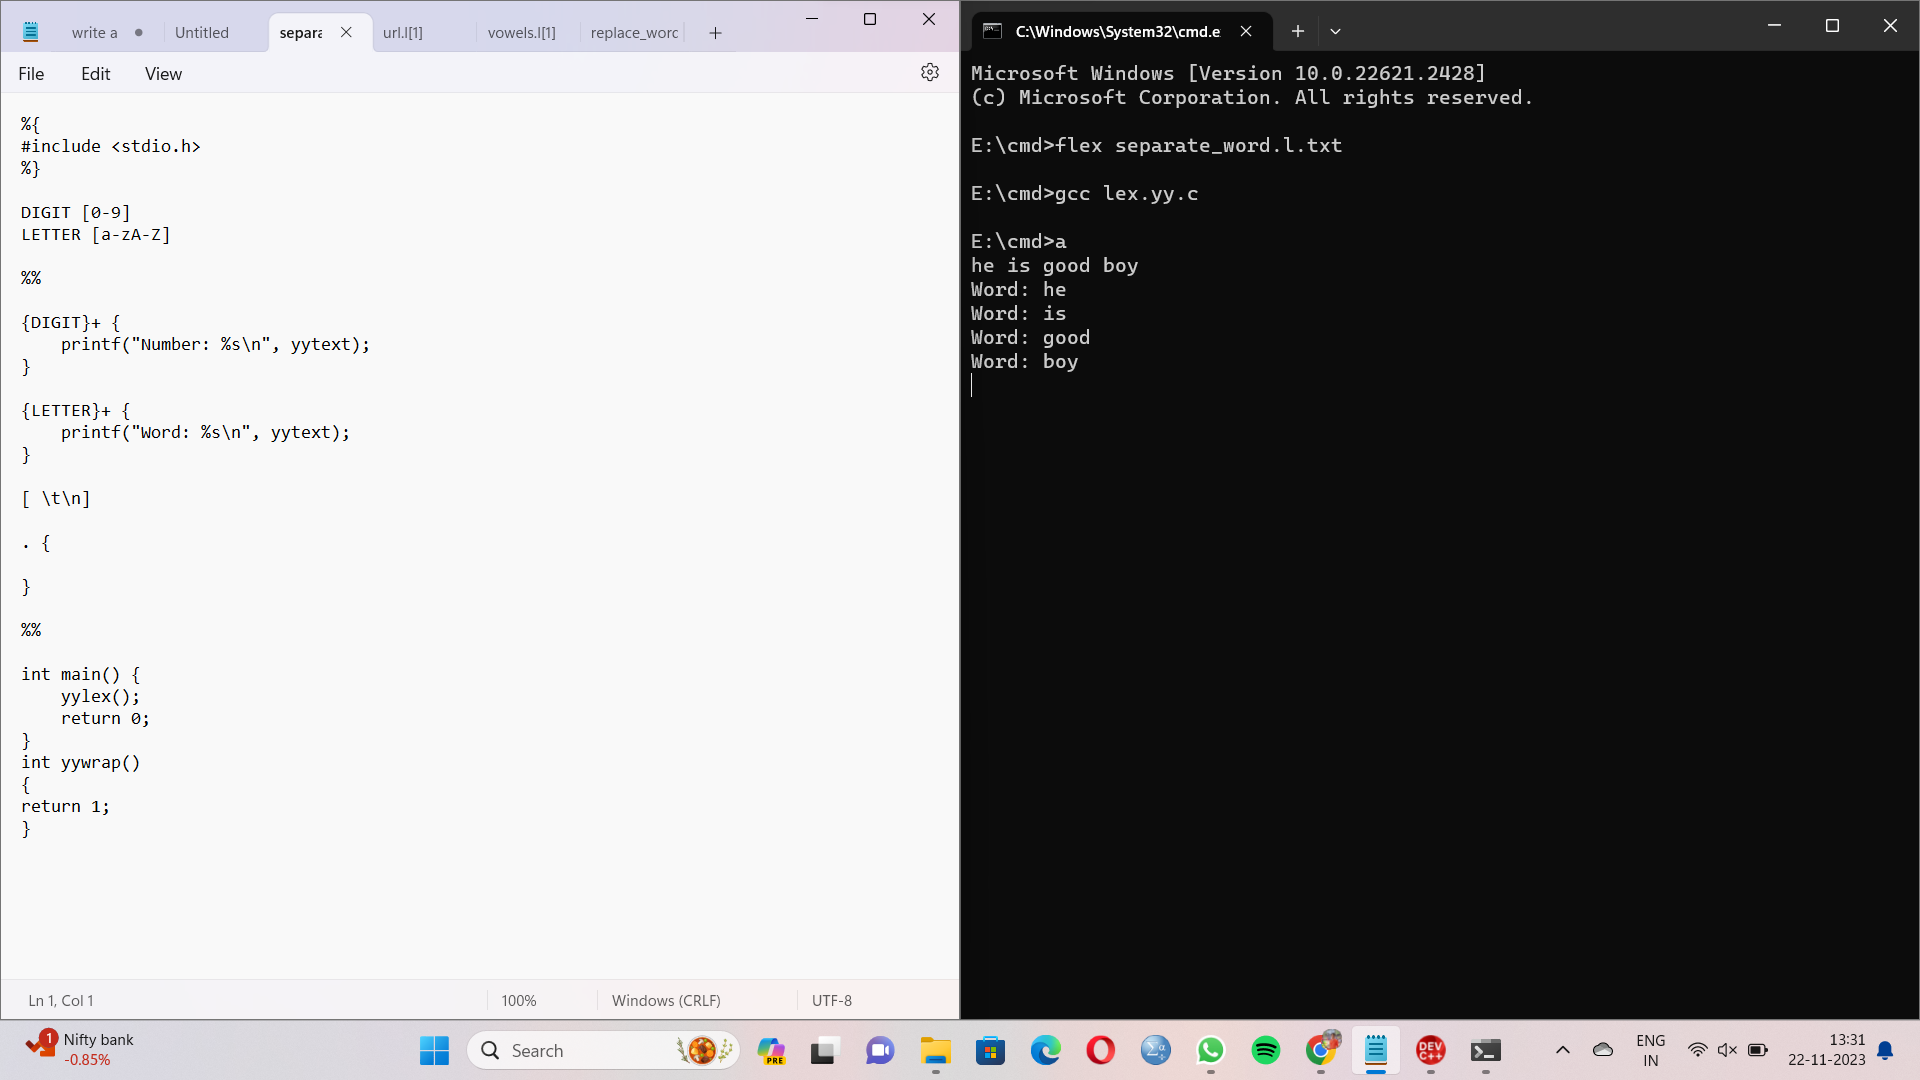 write a
Untitled
separa
url.l[1]
vowels.l[1]
replace_worc
File
Edit
View
%{
#include <stdio.h>
%}
DIGIT [0-9]
LETTER [a-zA-Z]
%%
{DIGIT}+ {
    printf("Number: %s\n", yytext);
}
{LETTER}+ {
    printf("Word: %s\n", yytext);
}
[ \t\n]
. {
}
%%
int main() {
    yylex();
    return 0;
}
int yywrap()
{
return 1;
}
Ln 1, Col 1
100%
Windows (CRLF)
UTF-8
C:\Windows\System32\cmd.e
Microsoft Windows [Version 10.0.22621.2428]
(c) Microsoft Corporation. All rights reserved.
E:\cmd>flex separate_word.l.txt
E:\cmd>gcc lex.yy.c
E:\cmd>a
he is good boy
Word: he
Word: is
Word: good
Word: boy
1
Nifty bank
-0.85%
Search
PRE
DEV
C++
ENG
IN
13:31
22-11-2023